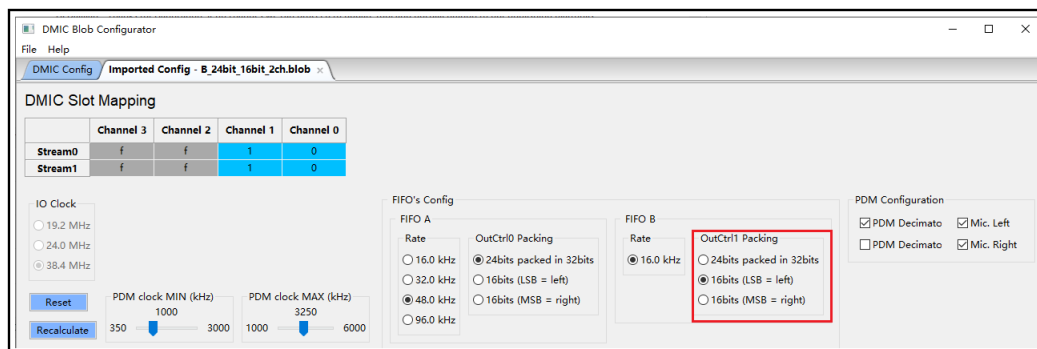 DMIC Blob Configurator
File Help
DMIC Config Imported Config - B_24bit_16bit_2ch.blob ×
DMIC Slot Mapping
Channel 3 Channel 2 Channel 1 Channel 0
Stream0 f f 1 0
Stream1 f f 1 0
IO Clock
19.2 MHz
24.0 MHz
38.4 MHz
Reset
Recalculate
PDM clock MIN (kHz)
1000
350 3000
PDM clock MAX (kHz)
3250
1000 6000
FIFO's Config
FIFO A
Rate
16.0 kHz
32.0 kHz
48.0 kHz
96.0 kHz
OutCtrl0 Packing
24bits packed in 32bits
16bits (LSB = left)
16bits (MSB = right)
FIFO B
Rate
16.0 kHz
OutCtrl1 Packing
24bits packed in 32bits
16bits (LSB = left)
16bits (MSB = right)
PDM Configuration
PDM Decimato Mic. Left
PDM Decimato Mic. Right